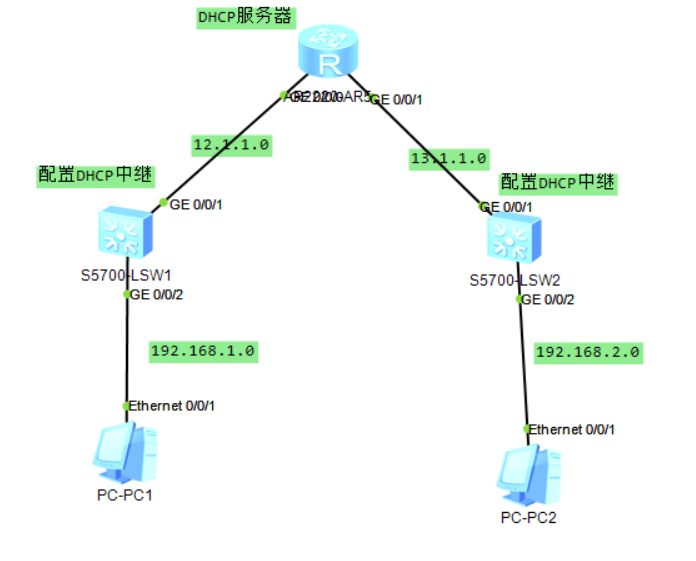 DHCP服务器
R
AR2220-AR5
GE 0/0/0
GE 0/0/1
12.1.1.0
13.1.1.0
配置DHCP中继
配置DHCP中继
GE 0/0/1
GE 0/0/1
S5700-LSW1
S5700-LSW2
GE 0/0/2
GE 0/0/2
192.168.1.0
192.168.2.0
Ethernet 0/0/1
Ethernet 0/0/1
PC-PC1
PC-PC2